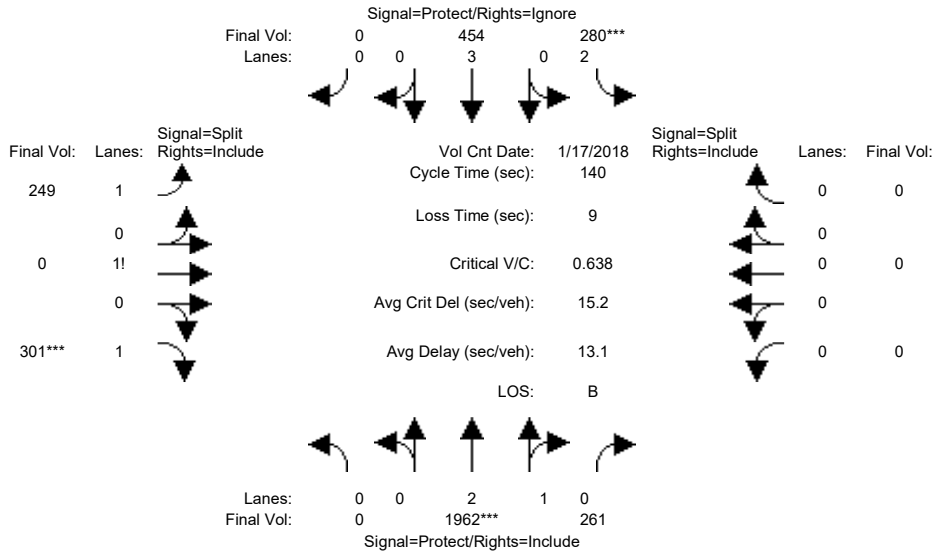 Signal=Protect/Rights=Ignore
Final Vol: 0 454 280***
Lanes: 0 0 3 0 2
Signal=Split
Final Vol: Lanes: Rights=Include
Vol Cnt Date: 1/17/2018
Signal=Split
Rights=Include Lanes: Final Vol:
Cycle Time (sec): 140
249 1
0 0
Loss Time (sec): 9
0
0
0 1!
Critical V/C: 0.638
0 0
0
Avg Crit Del (sec/veh): 15.2
0
301*** 1
Avg Delay (sec/veh): 13.1
0 0
LOS: B
Lanes: 0 0 2 1 0
Final Vol: 0 1962*** 261
Signal=Protect/Rights=Include